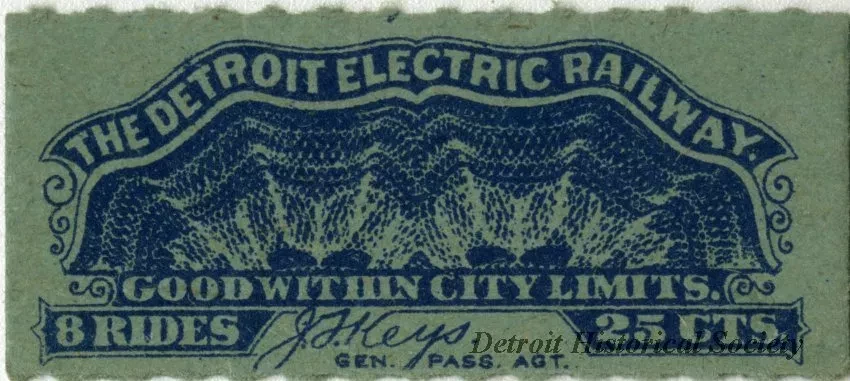 THE DETROIT ELECTRIC RAILWAY.
GOOD WITHIN CITY LIMITS.
8 RIDES
J. F. Keys
25 CTS.
GEN. PASS. AGT.
Detroit Historical Society